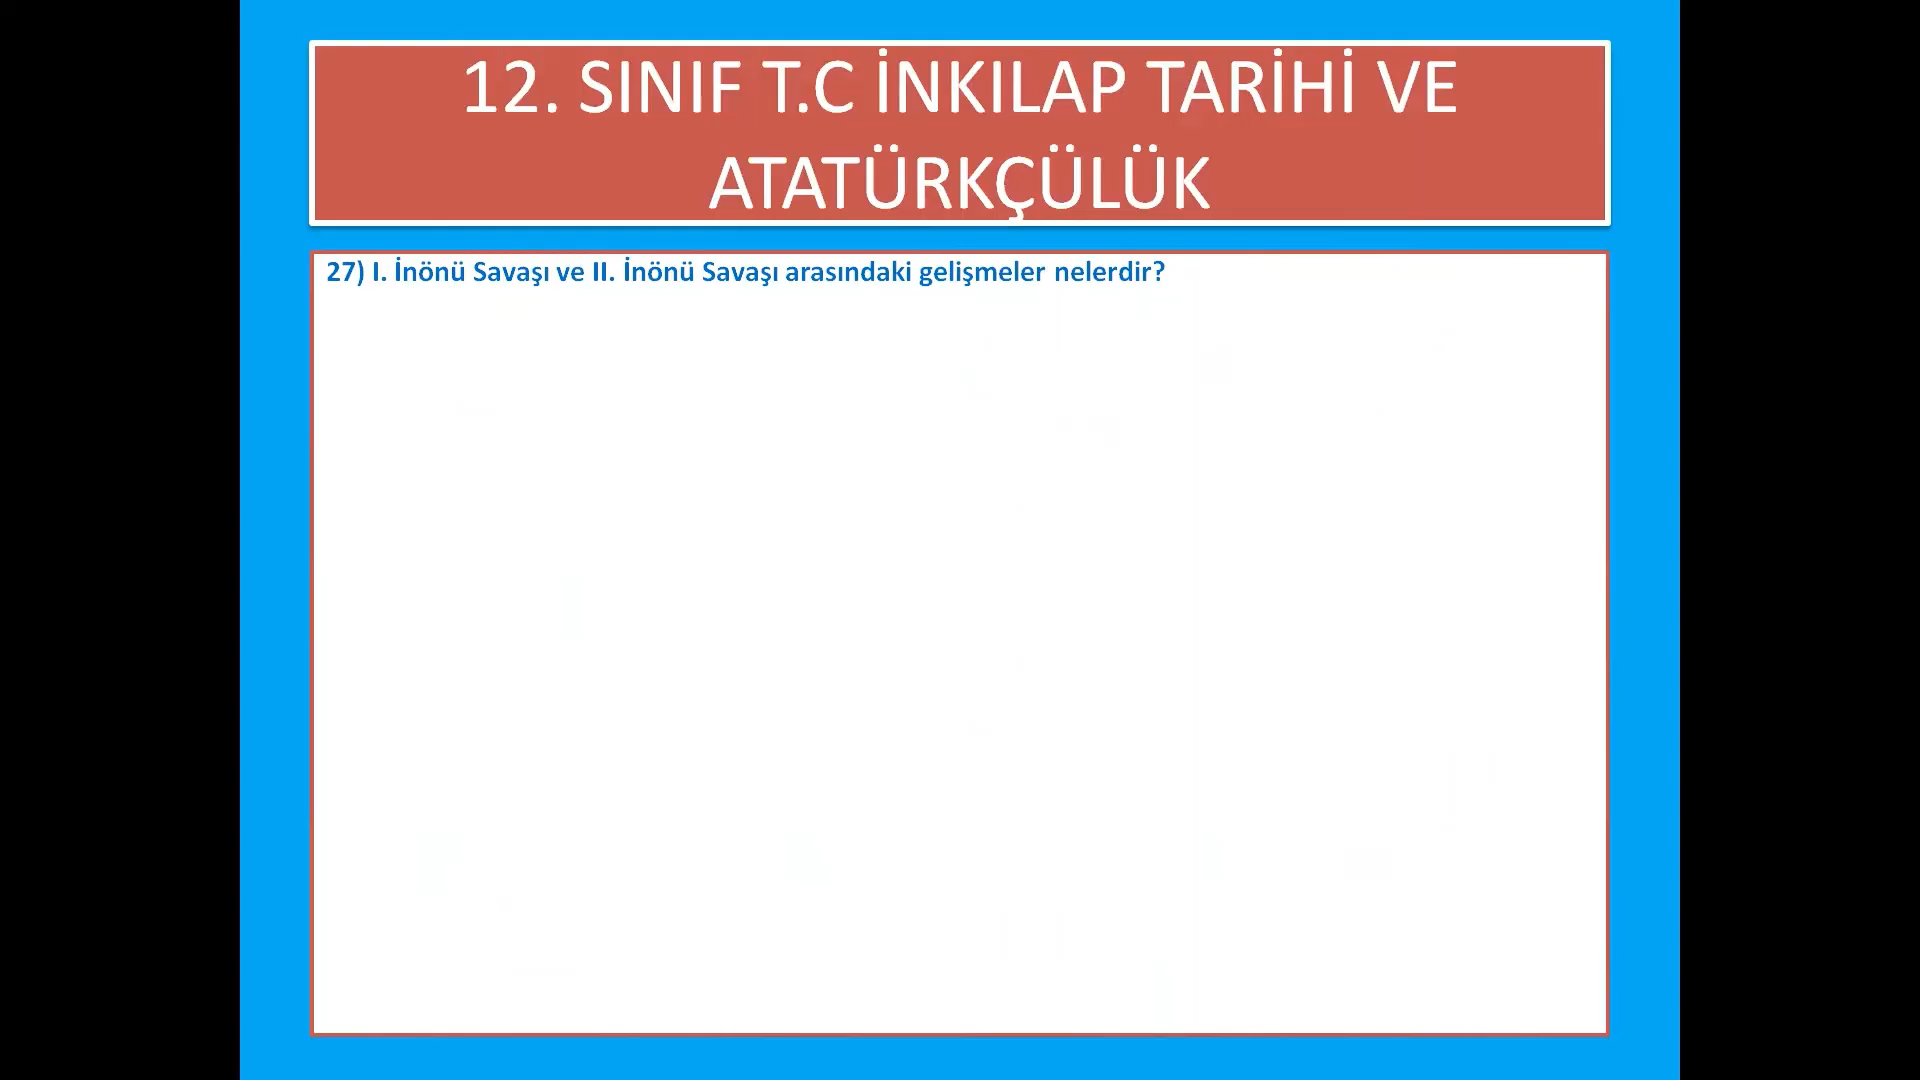 12. SINIF T.C İNKILAP TARİHİ VE
ATATÜRKÇÜLÜK
27) I. İnönü Savaşı ve II. İnönü Savaşı arasındaki gelişmeler nelerdir?